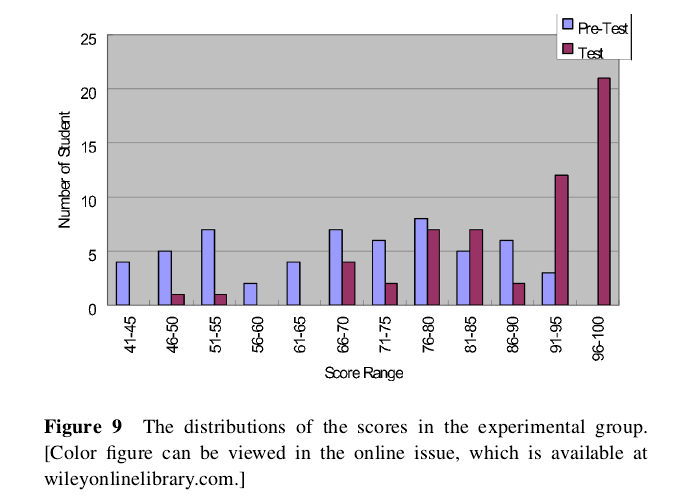 25
20
15
10
5
0
Number of Student
Pre-Test
Test
41-45
46-50
51-55
56-60
61-65
66-70
71-75
76-80
81-85
86-90
91-95
96-100
Score Range
Figure 9 The distributions of the scores in the experimental group.
[Color figure can be viewed in the online issue, which is available at
wileyonlinelibrary.com.]